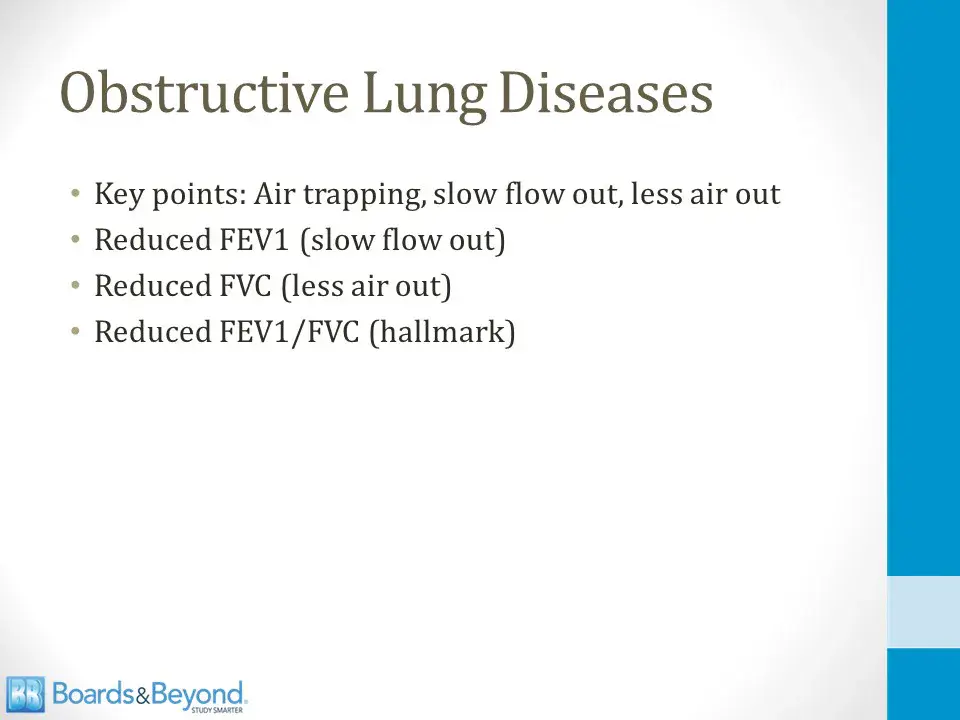 Obstructive Lung Diseases
• Key points: Air trapping, slow flow out, less air out
• Reduced FEV1 (slow flow out)
• Reduced FVC (less air out)
• Reduced FEV1/FVC (hallmark)
BB Boards&Beyond.
STUDY SMARTER